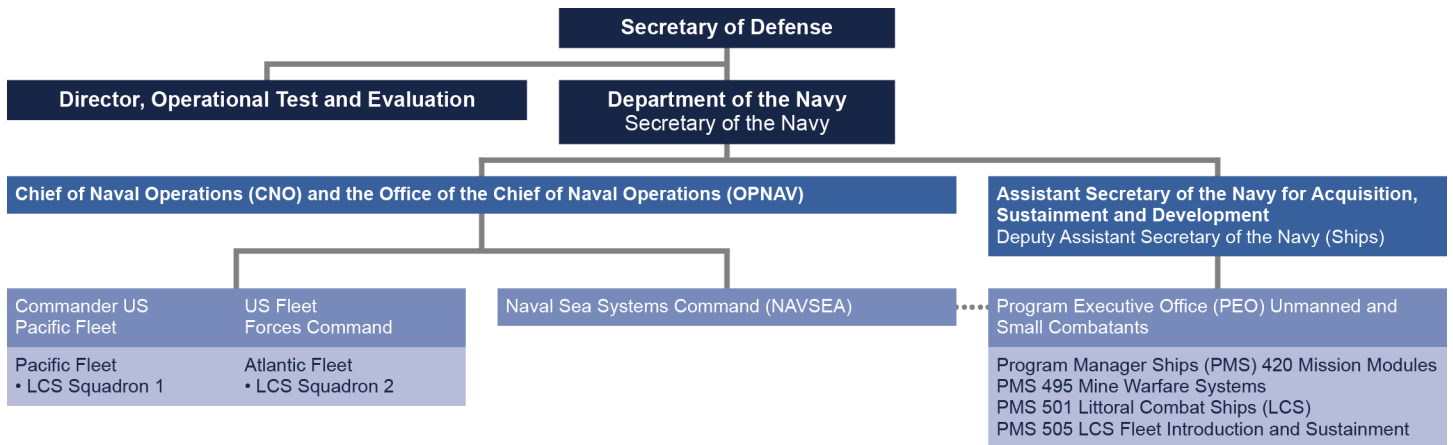 Secretary of Defense
Director, Operational Test and Evaluation
Department of the Navy
Secretary of the Navy
Chief of Naval Operations (CNO) and the Office of the Chief of Naval Operations (OPNAV)
Assistant Secretary of the Navy for Acquisition,
Sustainment and Development
Deputy Assistant Secretary of the Navy (Ships)
Commander US
Pacific Fleet
US Fleet
Forces Command
Pacific Fleet
• LCS Squadron 1
Atlantic Fleet
• LCS Squadron 2
Naval Sea Systems Command (NAVSEA)
Program Executive Office (PEO) Unmanned and
Small Combatants
Program Manager Ships (PMS) 420 Mission Modules
PMS 495 Mine Warfare Systems
PMS 501 Littoral Combat Ships (LCS)
PMS 505 LCS Fleet Introduction and Sustainment